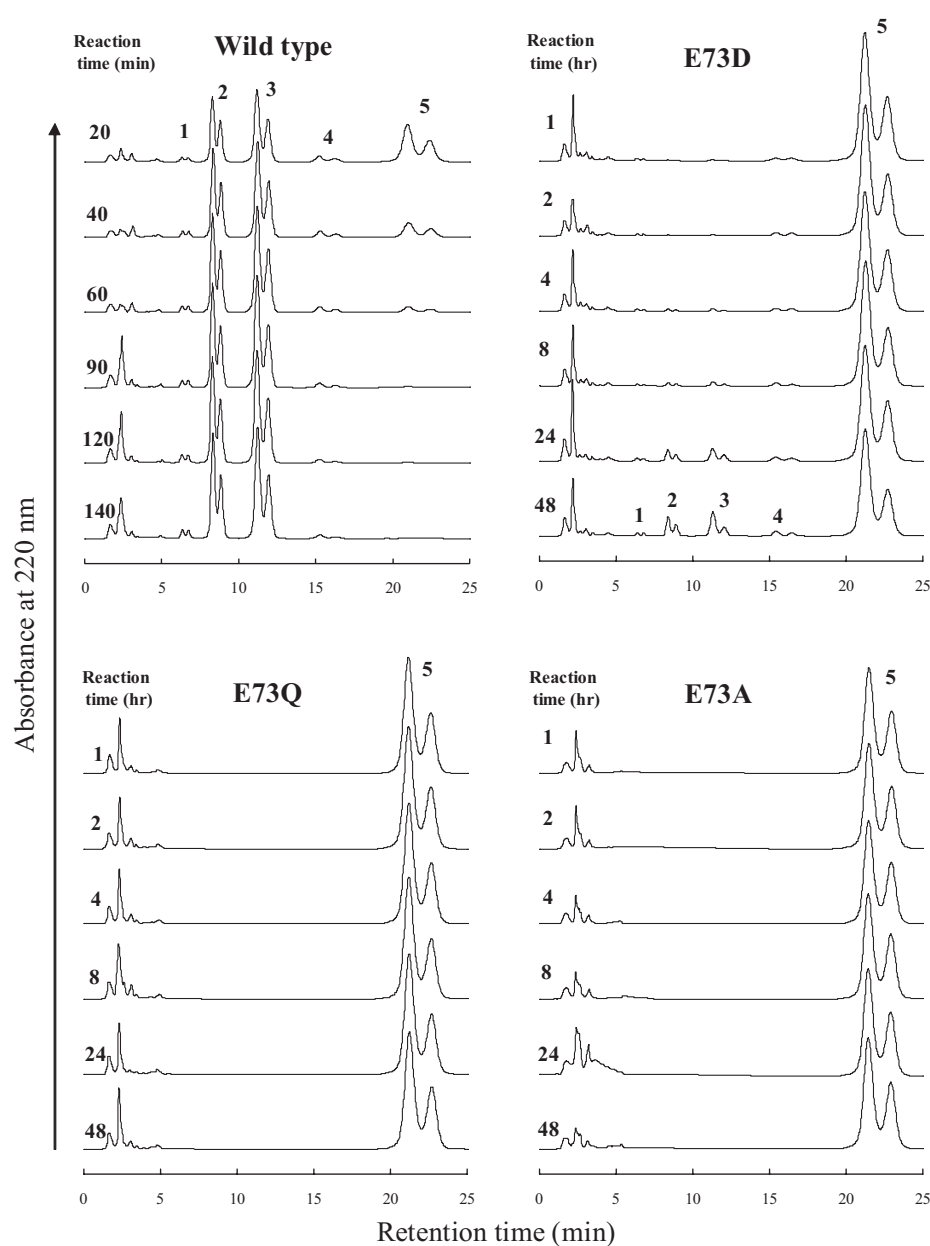 Absorbance at 220 nm
Reaction
time (min)
Wild type
1
2
3
4
5
20
40
60
90
120
140
0 5 10 15 20 25
Reaction
time (hr)
E73D
5
1
2
4
8
24
48
1
2
3
4
0 5 10 15 20 25
Reaction
time (hr)
E73Q
5
1
2
4
8
24
48
0 5 10 15 20 25
Reaction
time (hr)
E73A
5
1
2
4
8
24
48
0 5 10 15 20 25
Retention time (min)